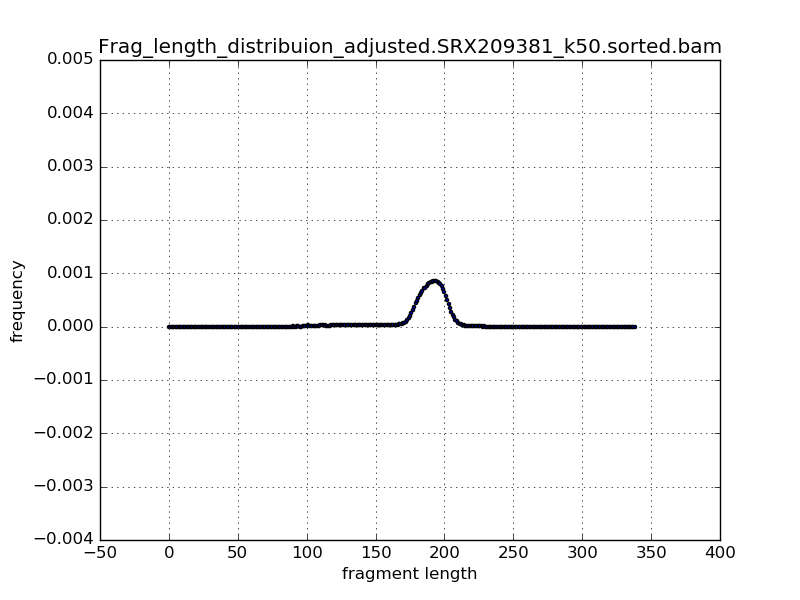 Frag_length_distribuion_adjusted.SRX209381_k50.sorted.bam
0.005
0.004
0.003
0.002
0.001
0.000
−0.001
−0.002
−0.003
−0.004
frequency
−50 0 50 100 150 200 250 300 350 400
fragment length